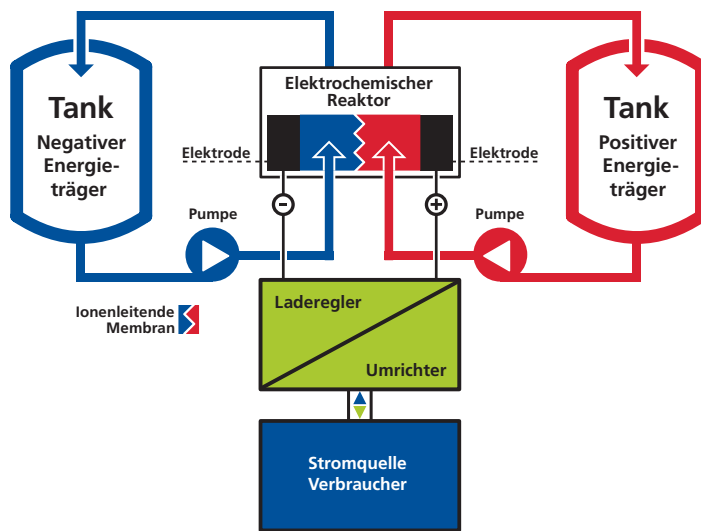 Elektrochemischer
Reaktor
Tank
Negativer
Energie-
träger
Tank
Positiver
Energie-
träger
Elektrode
Elektrode
-
+
Pumpe
Pumpe
Ionenleitende
Membran
Laderegler
Umrichter
Stromquelle
Verbraucher